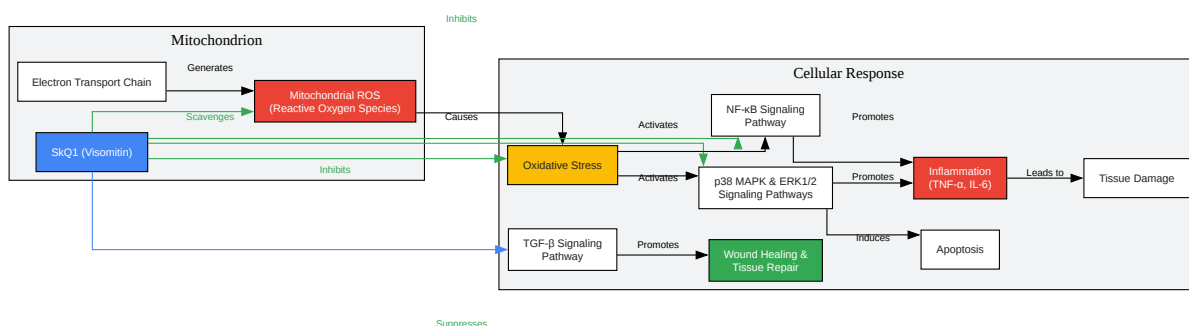 Inhibits
Mitochondrion
Electron Transport Chain
Generates
Mitochondrial ROS
(Reactive Oxygen Species)
Scavenges
SkQ1 (Visomitin)
Causes
Inhibits
Cellular Response
NF-κB Signaling
Pathway
Activates
Promotes
Oxidative Stress
Activates
p38 MAPK & ERK1/2
Signaling Pathways
Promotes
Inflammation
(TNF-α, IL-6)
Leads to
Tissue Damage
TGF-β Signaling
Pathway
Promotes
Wound Healing &
Tissue Repair
Induces
Apoptosis
Suppresses